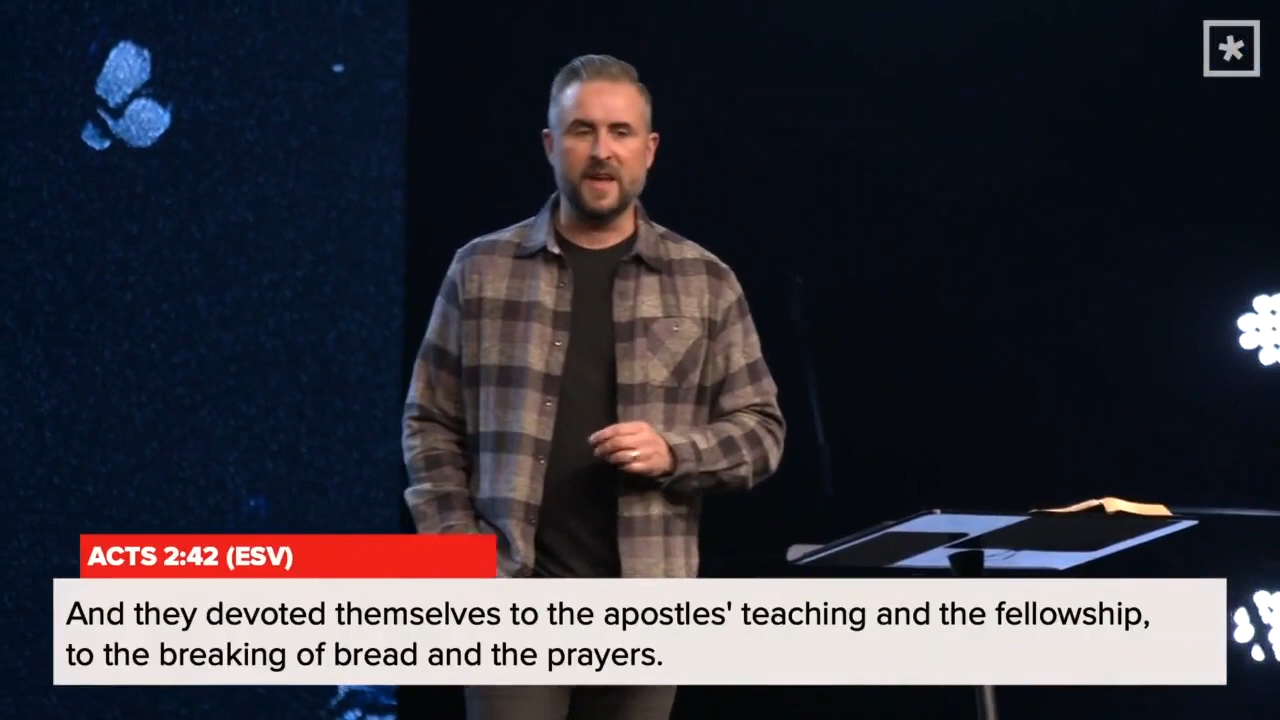 ACTS 2:42 (ESV)
And they devoted themselves to the apostles' teaching and the fellowship,
to the breaking of bread and the prayers.